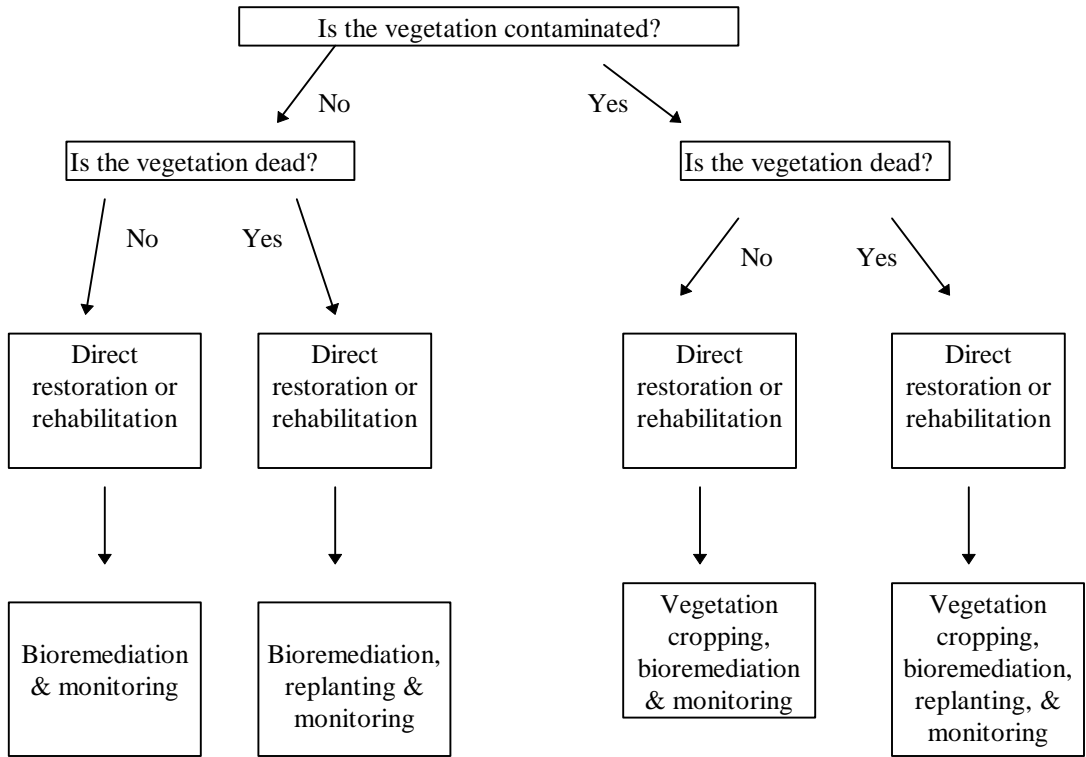 Is the vegetation contaminated?
No
Yes
Is the vegetation dead?
Is the vegetation dead?
No
Yes
No
Yes
Direct
restoration or
rehabilitation
Direct
restoration or
rehabilitation
Direct
restoration or
rehabilitation
Direct
restoration or
rehabilitation
Bioremediation
& monitoring
Bioremediation,
replanting &
monitoring
Vegetation
cropping,
bioremediation
& monitoring
Vegetation
cropping,
bioremediation,
replanting, &
monitoring